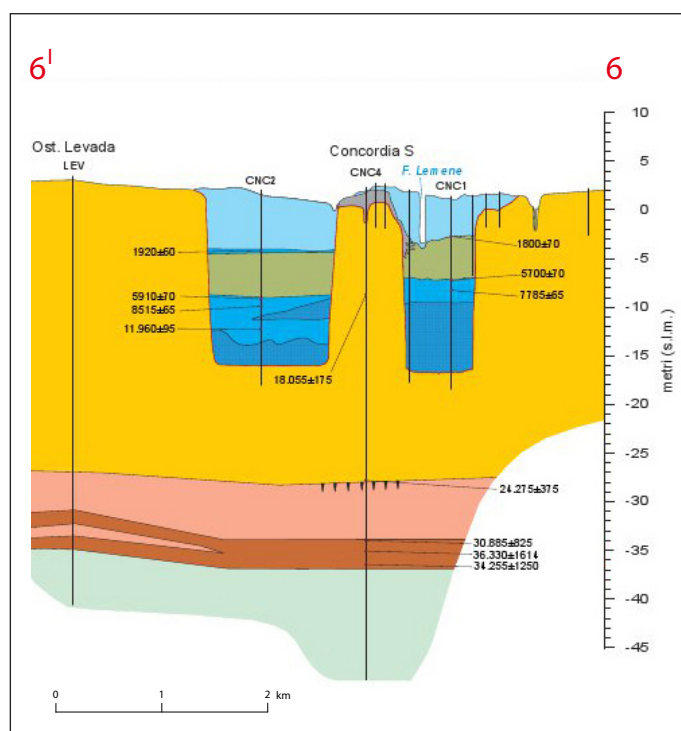 6ᴵ
6
10
5
0
-5
-10
-15
-20
-25
-30
-35
-40
-45
metri (s.l.m.)
Ost. Levada
LEV
CNC2
Concordia S
CNC4
F. Lemene
CNC1
1920±60
5910±70
8515±65
11.960±95
18.055±175
1800±70
5700±70
7785±65
24.275±375
30.885±825
36.330±1614
34.255±1250
0
1
2 km